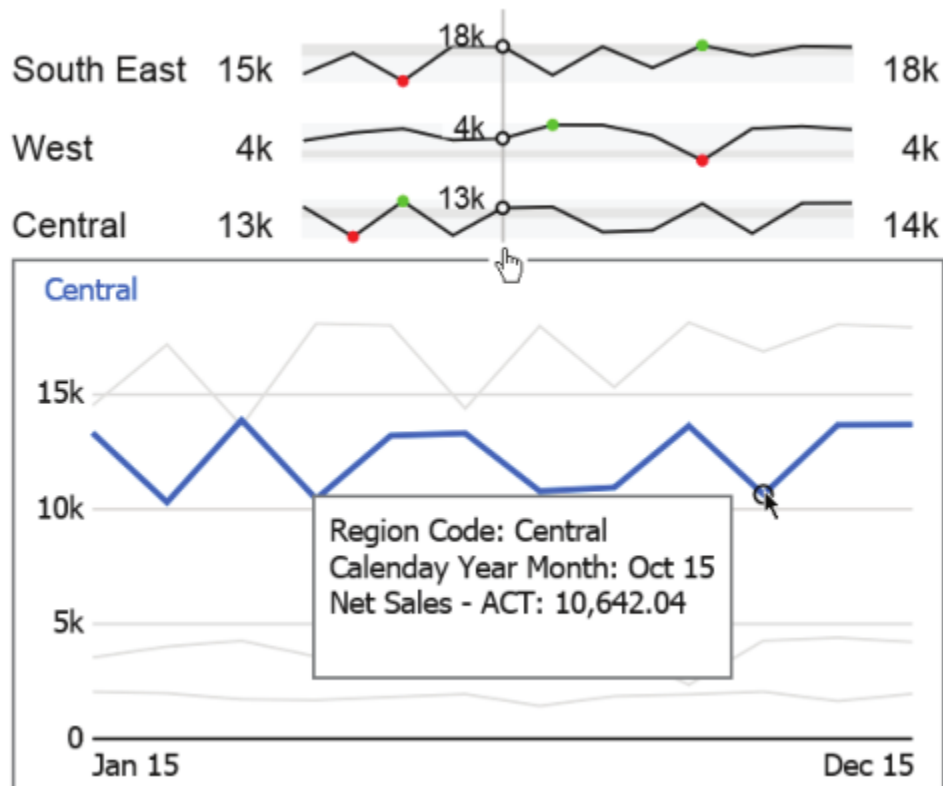 18k
South East 15k 18k
4k
West 4k 4k
13k
Central 13k 14k
Central
15k
10k
Region Code: Central
Calenday Year Month: Oct 15
Net Sales - ACT: 10,642.04
5k
0
Jan 15 Dec 15